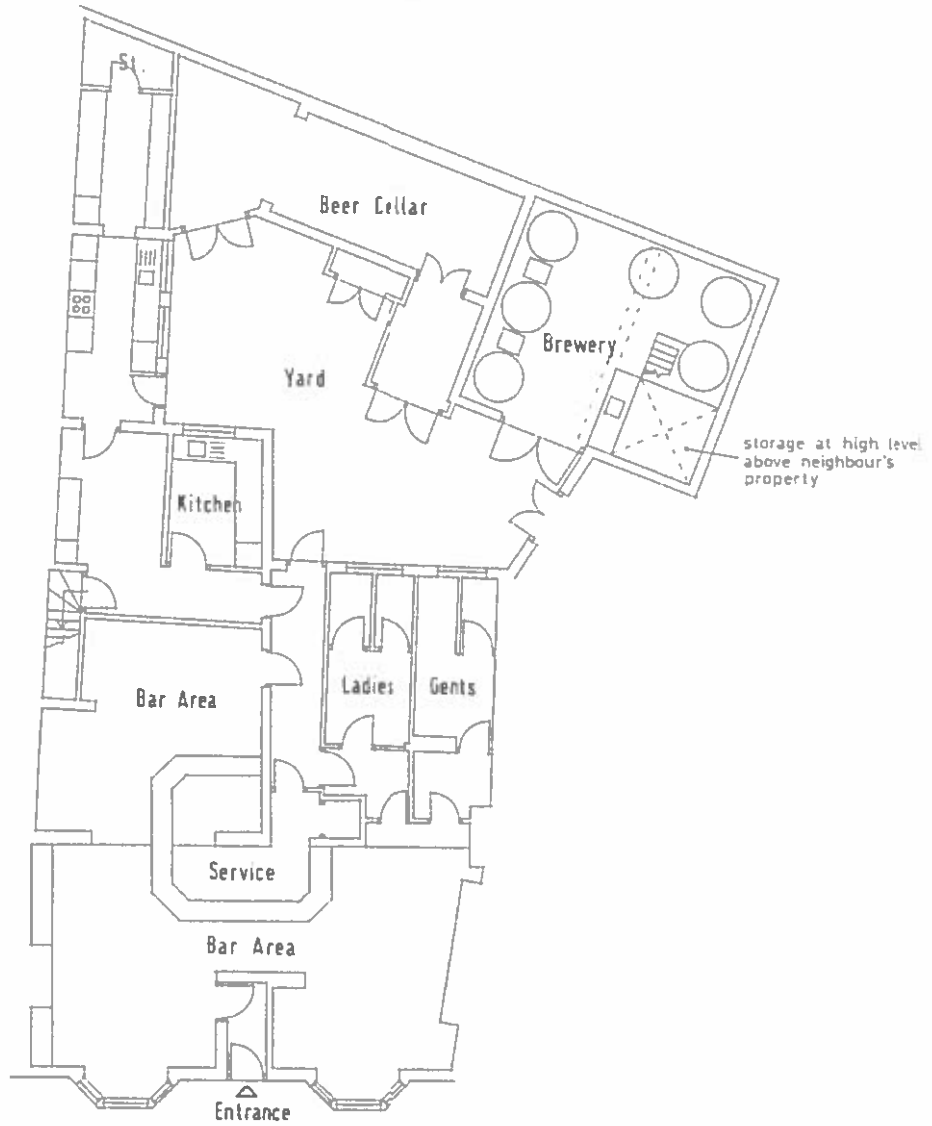 St.
Beer Cellar
Brewery
Yard
storage at high level
above neighbour's
property
Kitchen
Bar Area
Ladies
Gents
Service
Bar Area
Entrance